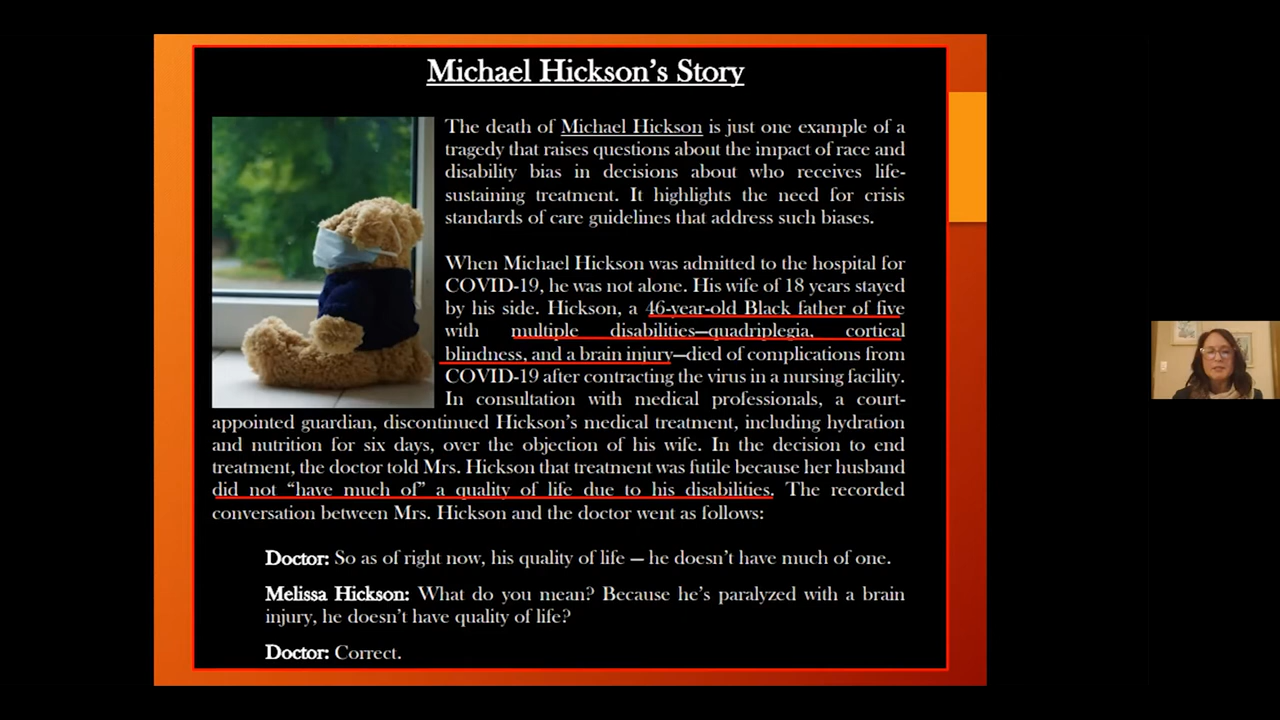 Michael Hickson's Story
The death of Michael Hickson is just one example of a
tragedy that raises questions about the impact of race and
disability bias in decisions about who receives life-
sustaining treatment. It highlights the need for crisis
standards of care guidelines that address such biases.
When Michael Hickson was admitted to the hospital for
COVID-19, he was not alone. His wife of 18 years stayed
by his side. Hickson, a 46-year-old Black father of five
with multiple disabilities—quadriplegia, cortical
blindness, and a brain injury—died of complications from
COVID-19 after contracting the virus in a nursing facility.
In consultation with medical professionals, a court-
appointed guardian, discontinued Hickson's medical treatment, including hydration
and nutrition for six days, over the objection of his wife. In the decision to end
treatment, the doctor told Mrs. Hickson that treatment was futile because her husband
did not “have much of” a quality of life due to his disabilities. The recorded
conversation between Mrs. Hickson and the doctor went as follows:
Doctor: So as of right now, his quality of life — he doesn't have much of one.
Melissa Hickson: What do you mean? Because he's paralyzed with a brain
injury, he doesn't have quality of life?
Doctor: Correct.